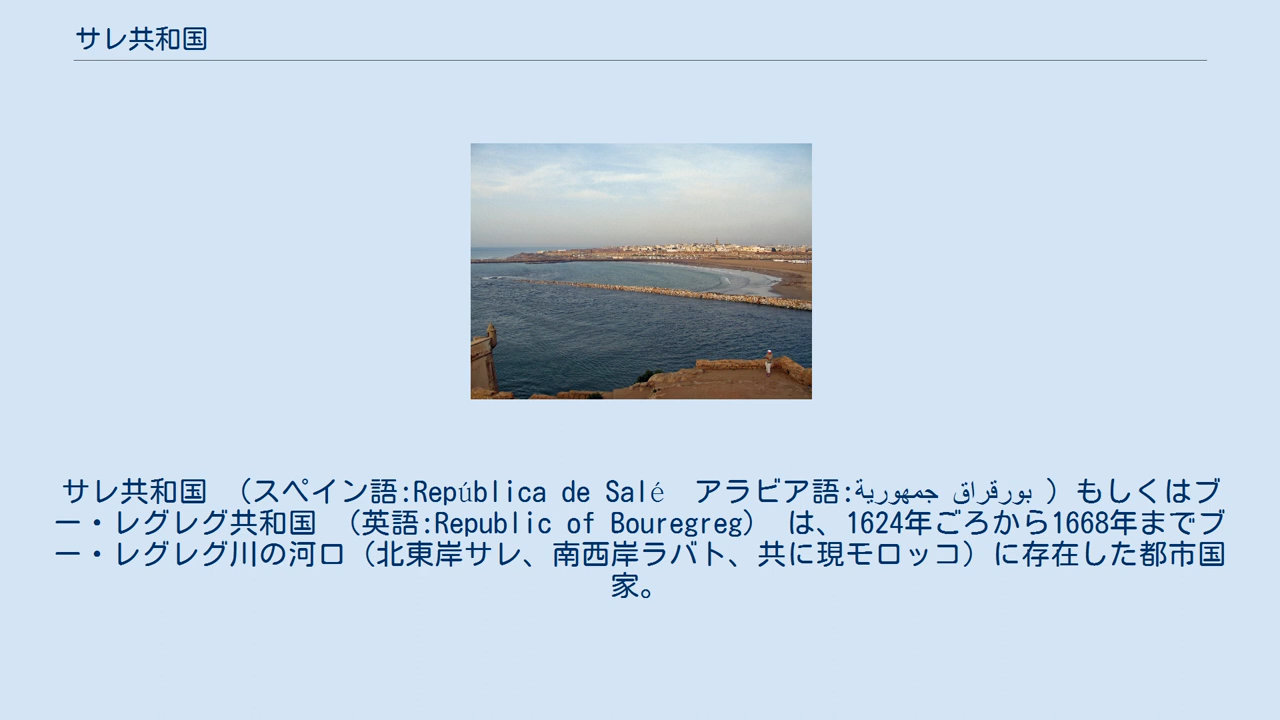 サレ共和国
サレ共和国 （スペイン語:República de Salé　アラビア語:جمهورية بورقراق ）もしくはブ
ー・レグレグ共和国 （英語:Republic of Bouregreg） は、1624年ごろから1668年までブ
ー・レグレグ川の河口（北東岸サレ、南西岸ラバト、共に現モロッコ）に存在した都市国
家。